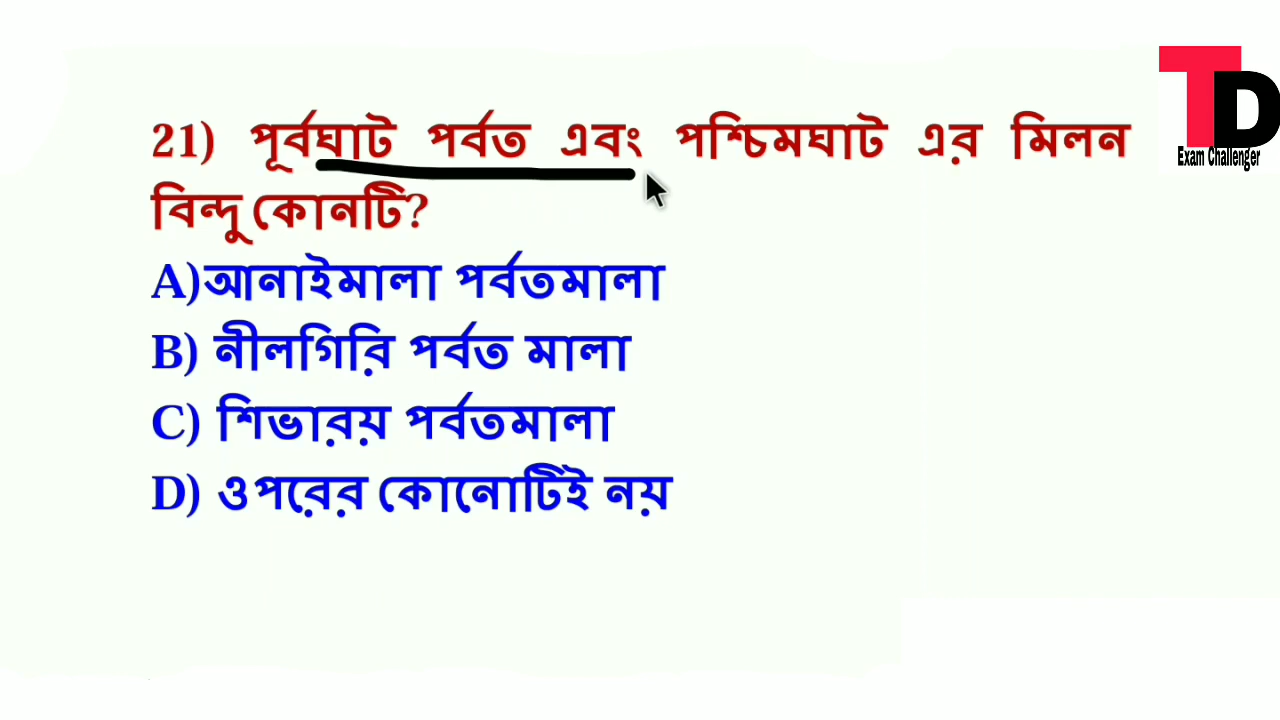 21) পূর্বঘাট পর্বত এবং পশ্চিমঘাট এর মিলন
বিন্দু কোনটি?
A)আনাইমালা পর্বতমালা
B) নীলগিরি পর্বত মালা
C) শিভারয় পর্বতমালা
D) ওপরের কোনোটিই নয়
TD
Exam Challenger